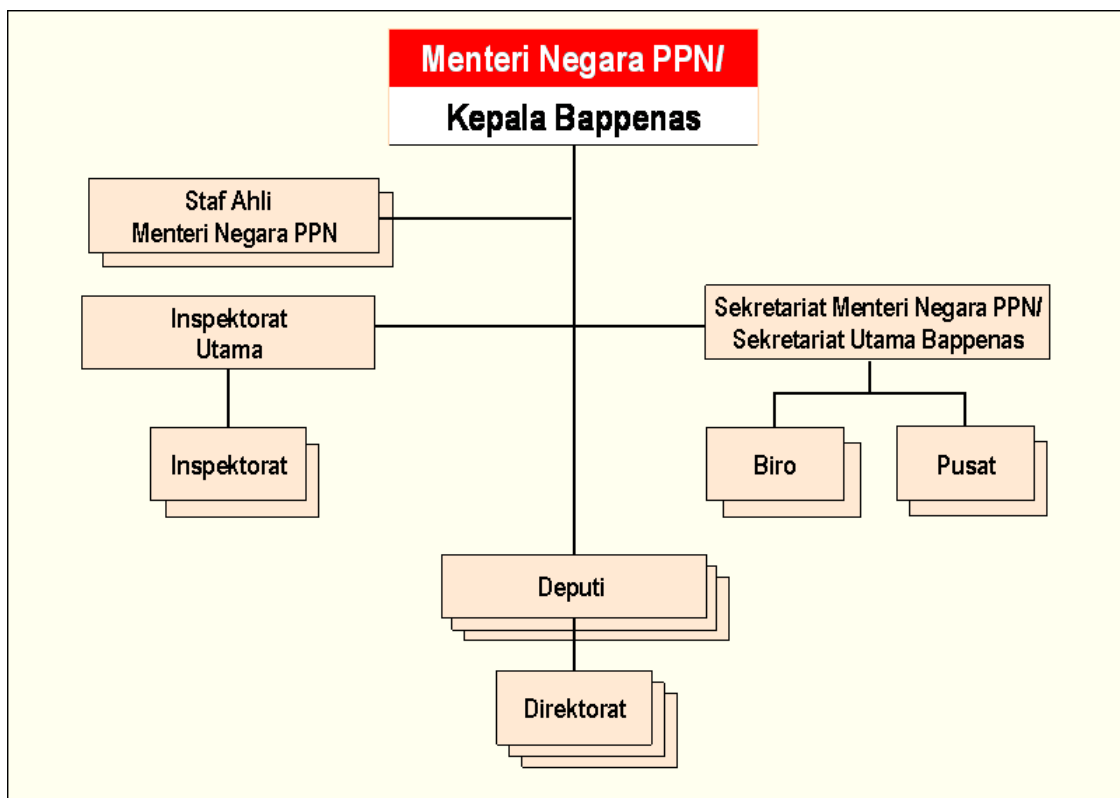 Menteri Negara PPN/
Kepala Bappenas
Staf Ahli
Menteri Negara PPN
Inspektorat
Utama
Sekretariat Menteri Negara PPN/
Sekretariat Utama Bappenas
Inspektorat
Biro
Pusat
Deputi
Direktorat